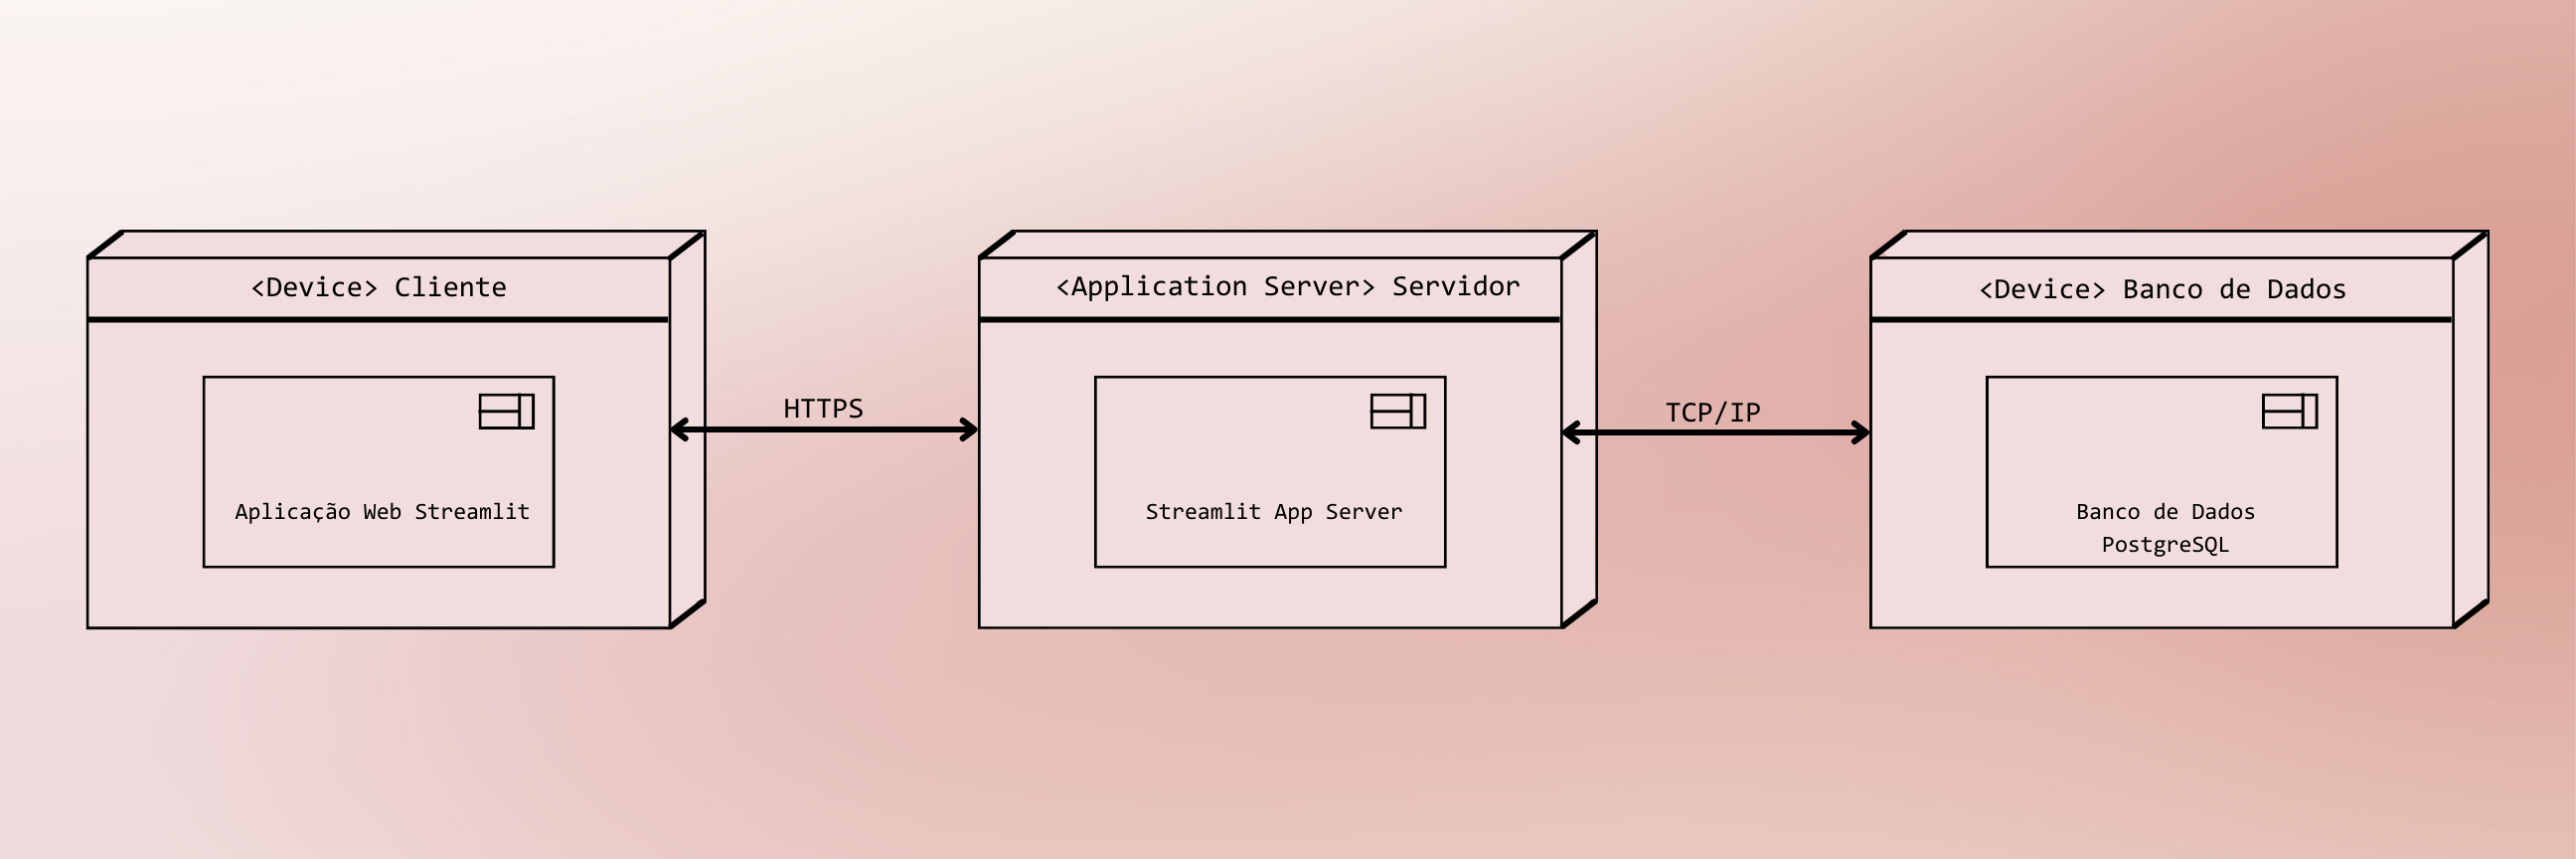 <Device> Cliente
<Application Server> Servidor
<Device> Banco de Dados
HTTPS
TCP/IP
Aplicação Web Streamlit
Streamlit App Server
Banco de Dados
PostgreSQL